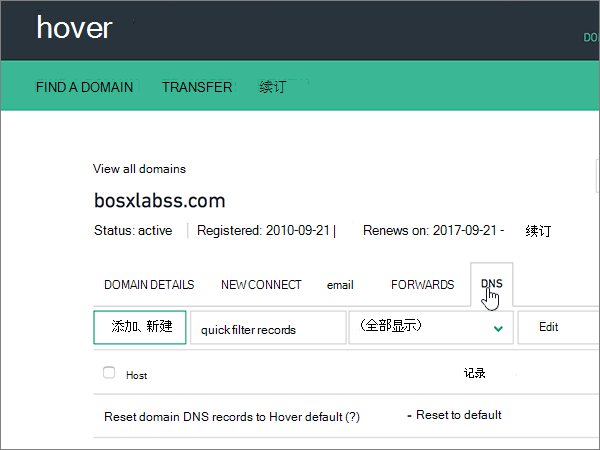 hover
DO
FIND A DOMAIN TRANSFER 续订
View all domains
bosxlabss.com
Status: active | Registered: 2010-09-21 | Renews on: 2017-09-21 - 续订
DOMAIN DETAILS NEW CONNECT email FORWARDS DNS
添加、新建 quick filter records （全部显示） Edit
Host 记录
Reset domain DNS records to Hover default (?) - Reset to default